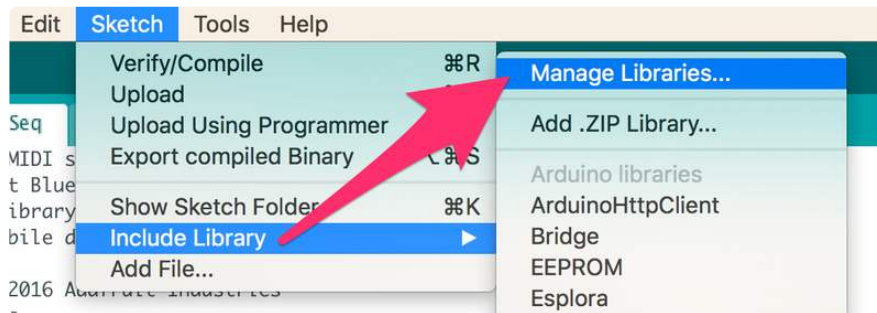 Edit Sketch Tools Help
Verify/Compile ⌘R
Upload
Upload Using Programmer
Export compiled Binary ⌘S
Show Sketch Folder ⌘K
Include Library
Add File...
Manage Libraries...
Add .ZIP Library...
Arduino libraries
ArduinoHttpClient
Bridge
EEPROM
Esplora
Seq
MIDI s
t Blue
ibrary
bile d
2016